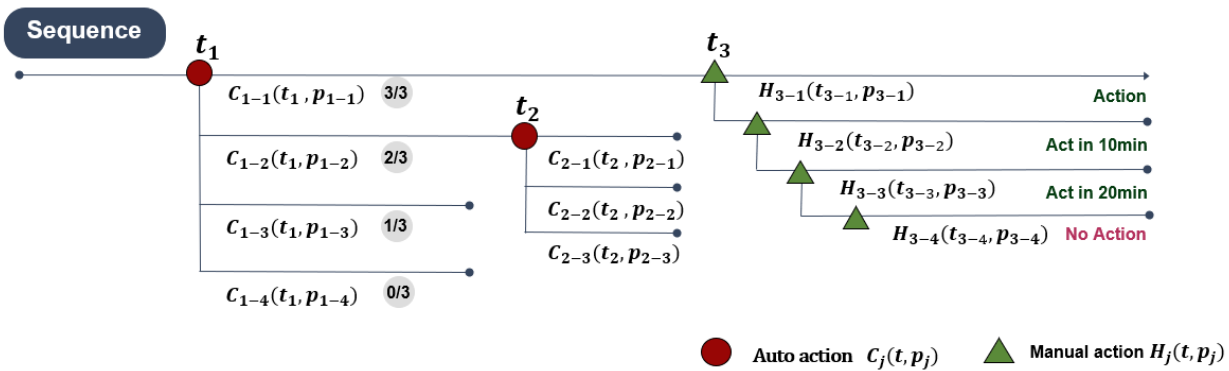 Sequence
t₁
t₃
C₁₋₁(t₁, p₁₋₁) 3/3
H₃₋₁(t₃₋₁, p₃₋₁) Action
t₂
C₁₋₂(t₁, p₁₋₂) 2/3
C₂₋₁(t₂, p₂₋₁)
H₃₋₂(t₃₋₂, p₃₋₂) Act in 10min
C₂₋₂(t₂, p₂₋₂)
H₃₋₃(t₃₋₃, p₃₋₃) Act in 20min
C₁₋₃(t₁, p₁₋₃) 1/3
C₂₋₃(t₂, p₂₋₃)
H₃₋₄(t₃₋₄, p₃₋₄) No Action
C₁₋₄(t₁, p₁₋₄) 0/3
Auto action Cⱼ(t, pⱼ)
Manual action Hⱼ(t, pⱼ)